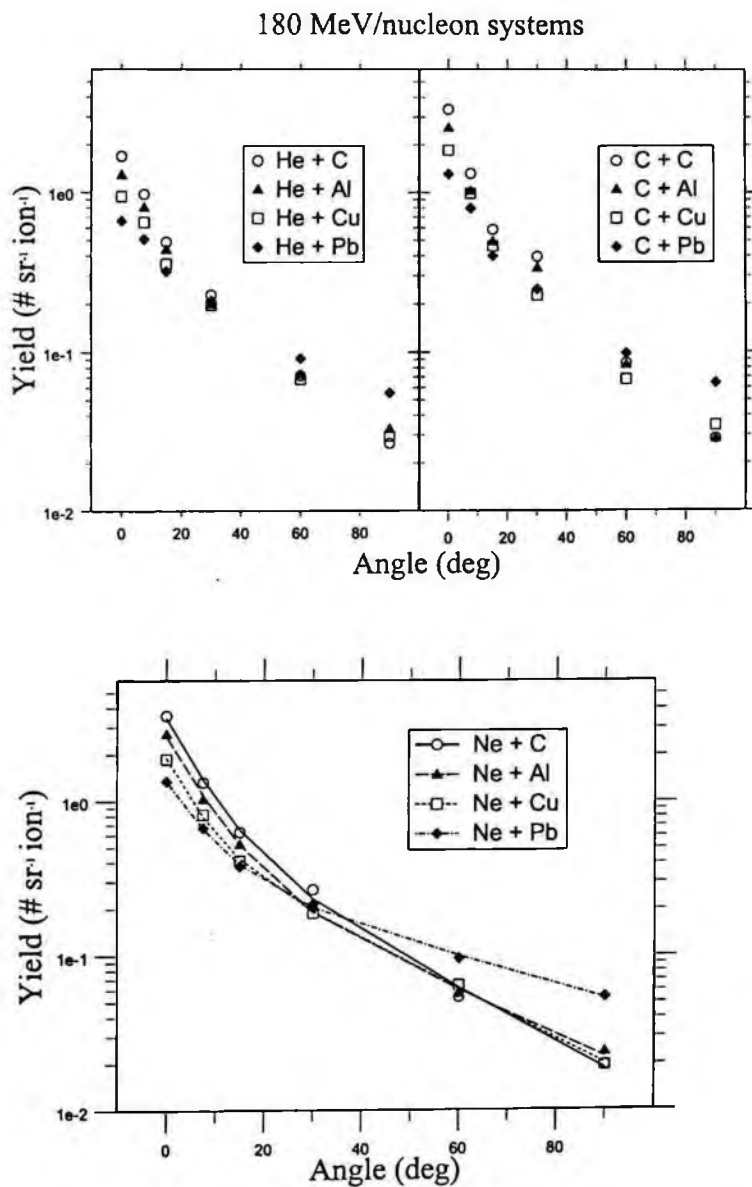 180 MeV/nucleon systems
He + C
He + Al
He + Cu
He + Pb
C + C
C + Al
C + Cu
C + Pb
1e0
1e-1
1e-2
Yield (# sr⁻¹ ion⁻¹)
0 20 40 60 80
0 20 40 60 80
Angle (deg)
Ne + C
Ne + Al
Ne + Cu
Ne + Pb
1e0
1e-1
1e-2
Yield (# sr⁻¹ ion⁻¹)
0 20 40 60 80
Angle (deg)